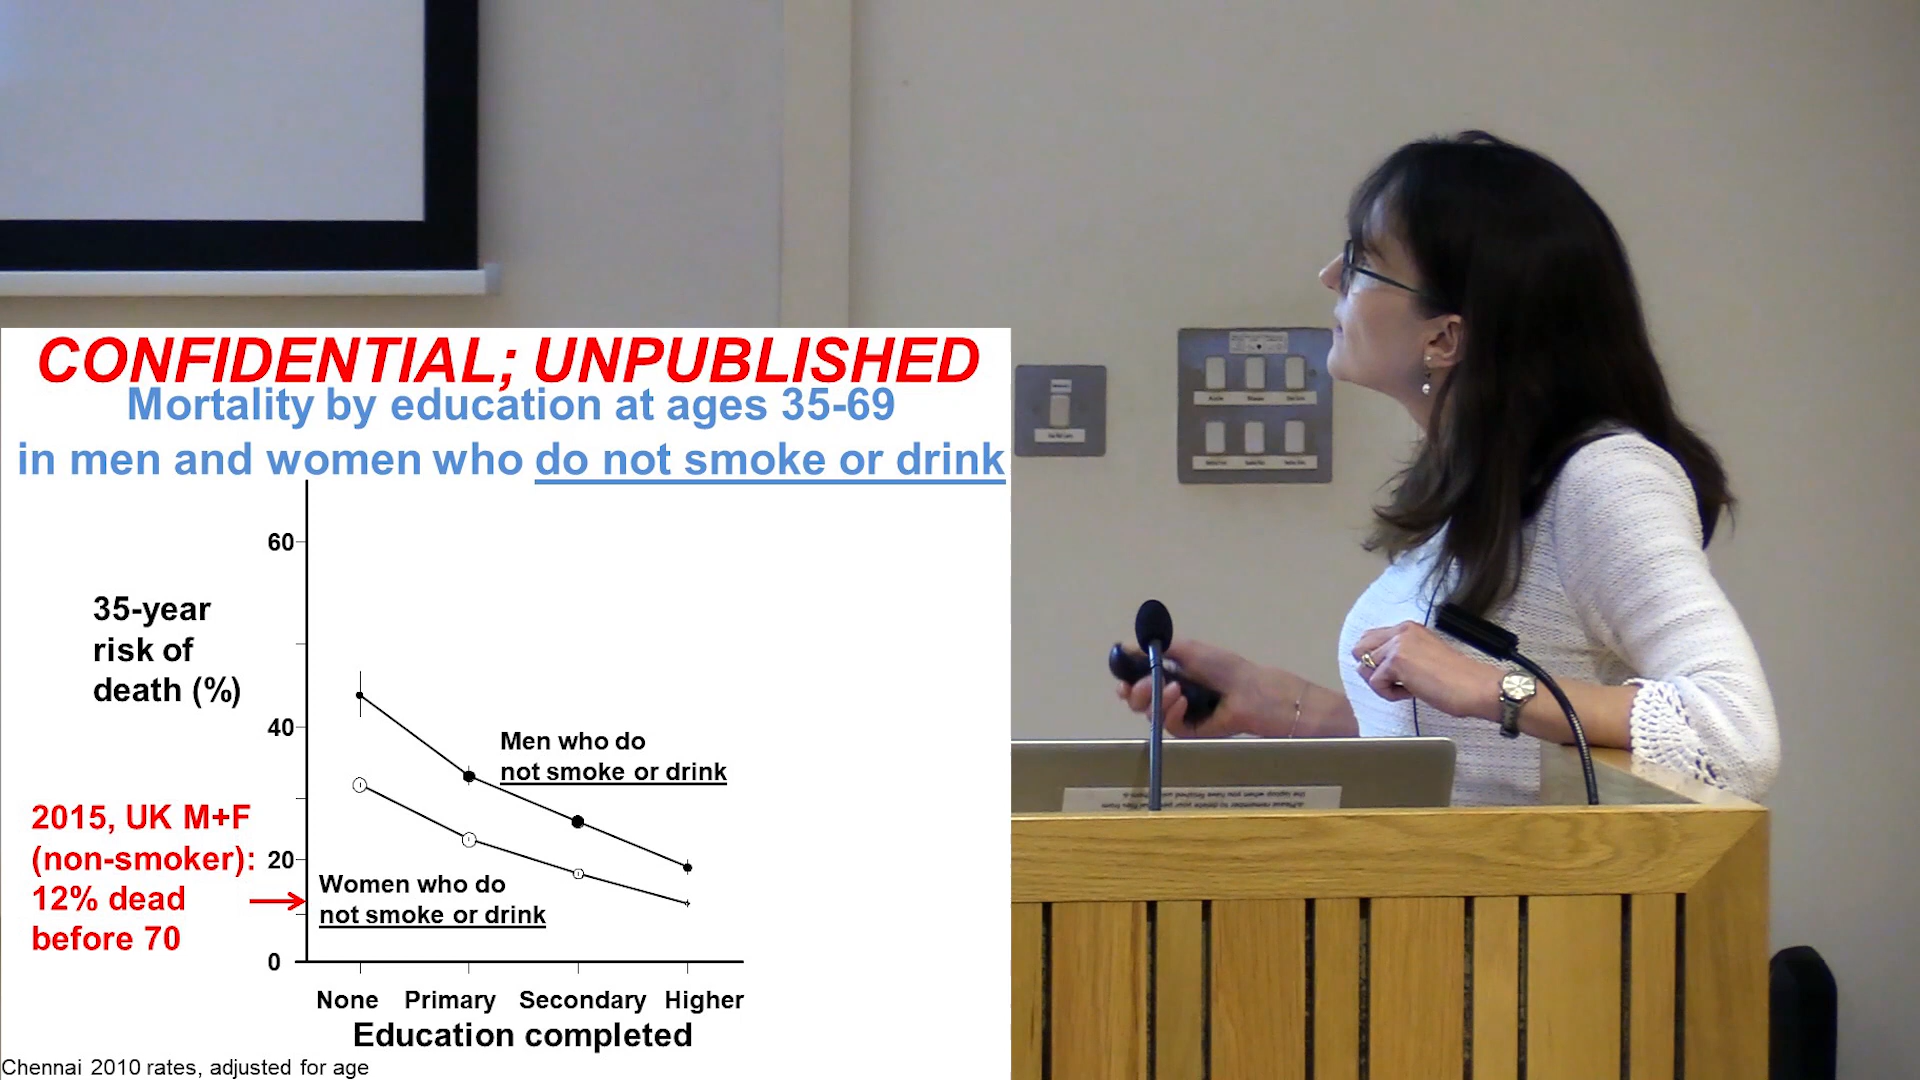 CONFIDENTIAL; UNPUBLISHED
Mortality by education at ages 35-69
in men and women who do not smoke or drink
60
35-year
risk of
death (%)
40
Men who do
not smoke or drink
2015, UK M+F
(non-smoker):
12% dead
before 70
20
Women who do
not smoke or drink
0
None Primary Secondary Higher
Education completed
Chennai 2010 rates, adjusted for age